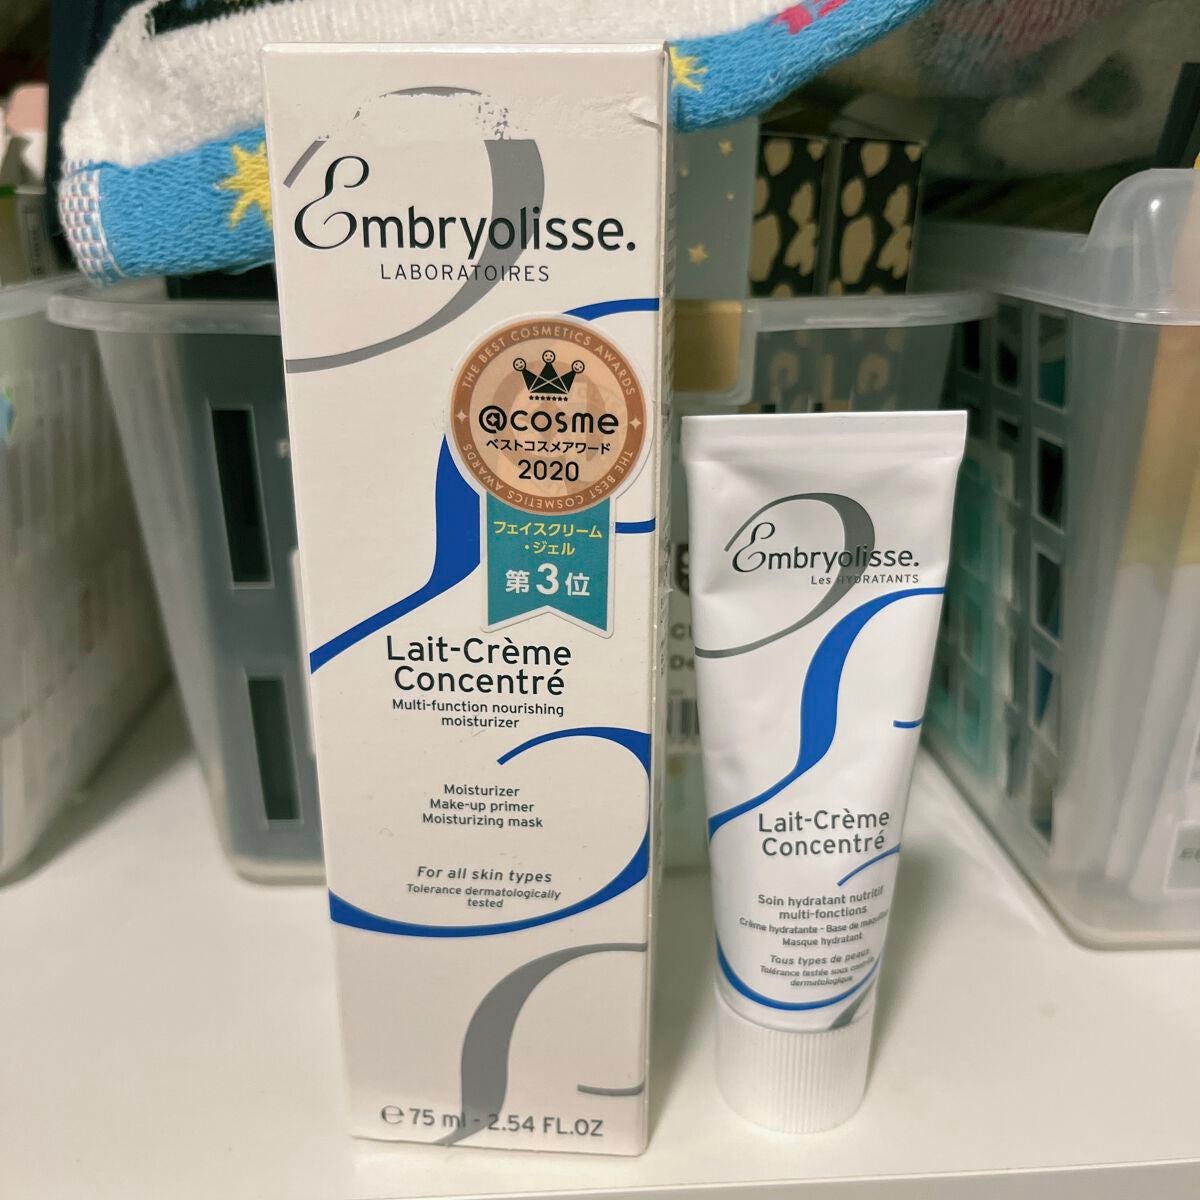 Embryolisse.
LABORATOIRES
THE BEST COSMETICS AWARDS
@cosme
ベストコスメアワード
2020
THE BEST COSMETICS AWARDS
フェイスクリーム
・ジェル
第3位
Lait-Crème
Concentré
Multi-function nourishing
moisturizer
Moisturizer
Make-up primer
Moisturizing mask
For all skin types
Tolerance dermatologically
tested
℮ 75 ml - 2.54 FL.OZ
Embryolisse.
Les HYDRATANTS
Lait-Crème
Concentré
Soin hydratant nutritif
multi-fonctions
Crème hydratante - Base de
Masque hydratant
Tous types de peaux
Tolérance testée sous
dermatologique